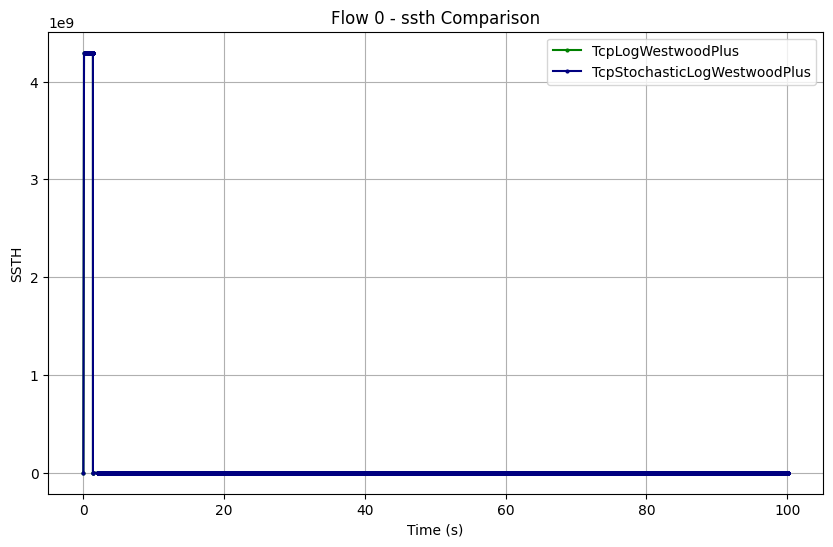 Flow 0 - ssth Comparison
1e9
TcpLogWestwoodPlus
TcpStochasticLogWestwoodPlus
4
3
2
1
0
SSTH
0 20 40 60 80 100
Time (s)